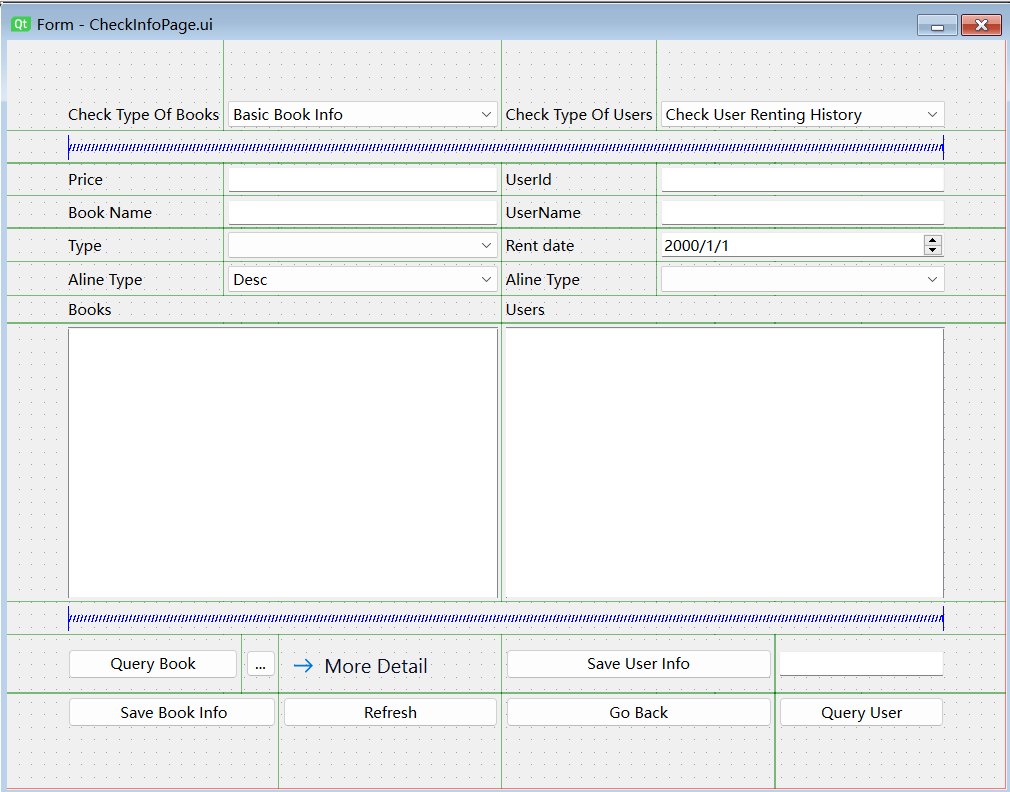 Qt Form - CheckInfoPage.ui
Check Type Of Books Basic Book Info Check Type Of Users Check User Renting History
Price UserId
Book Name UserName
Type Rent date 2000/1/1
Aline Type Desc Aline Type
Books Users
Query Book ... More Detail Save User Info
Save Book Info Refresh Go Back Query User